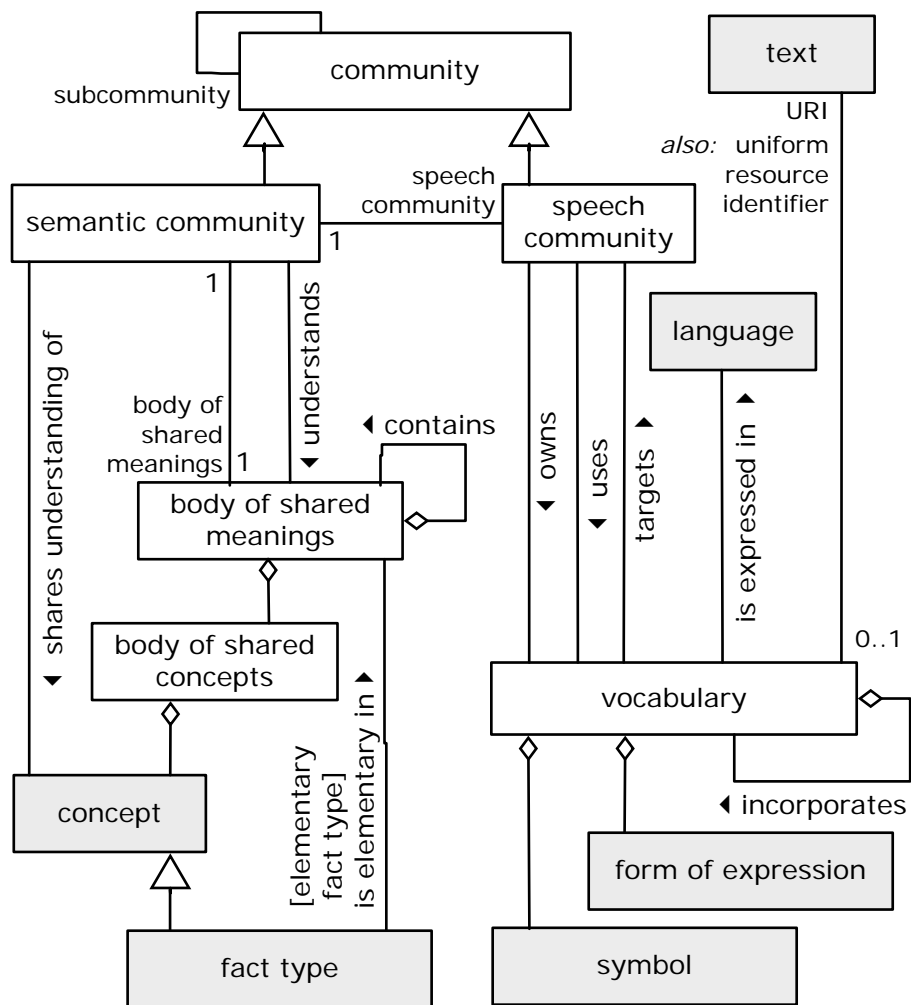 community
text
subcommunity
URI
also: uniform
resource
identifier
speech
community
semantic community
speech
community
1
1
shares understanding of
understands
body of
shared
meanings
1
◄ contains
owns
uses
targets
language
is expressed in
body of shared
meanings
body of shared
concepts
0..1
vocabulary
[elementary
fact type]
is elementary in
concept
◄ incorporates
form of expression
fact type
symbol